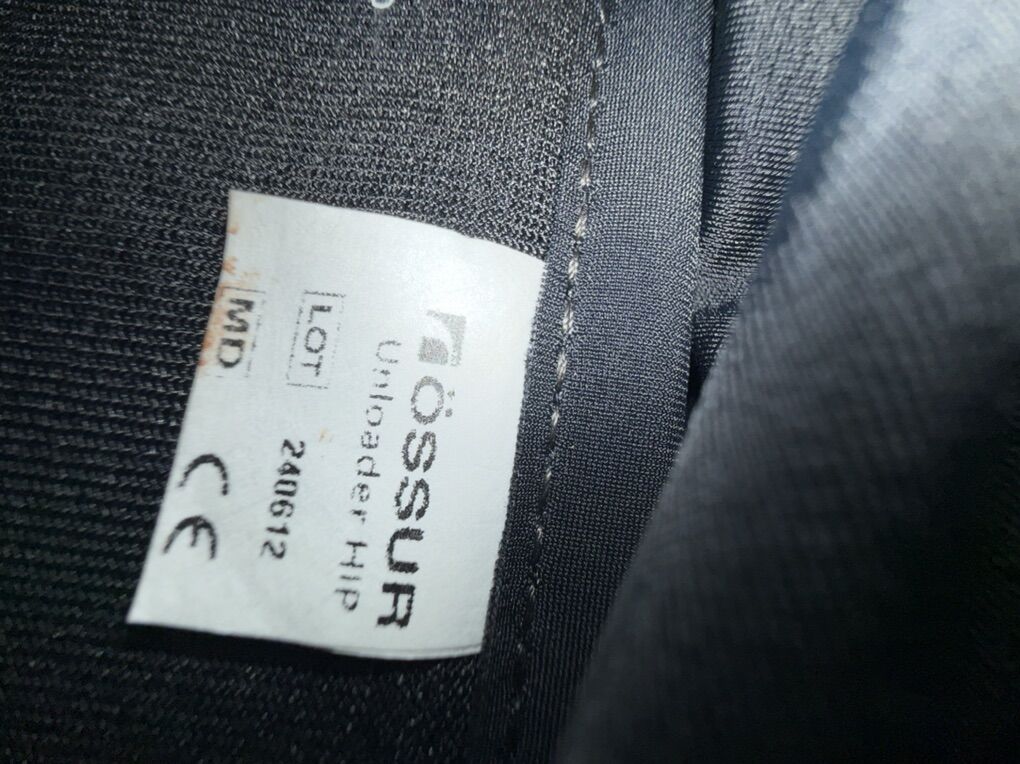 ÖSSUR
Unloader HIP
LOT 240612
MD CE